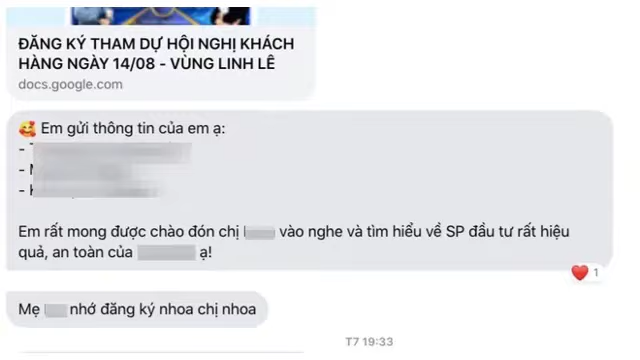 ĐĂNG KÝ THAM DỰ HỘI NGHỊ KHÁCH
HÀNG NGÀY 14/08 - VÙNG LINH LÊ
docs.google.com
🥰 Em gửi thông tin của em ạ:
-
-
-
Em rất mong được chào đón chị vào nghe và tìm hiểu về SP đầu tư rất hiệu
quả, an toàn của ạ!
❤️ 1
Mẹ nhớ đăng ký nhoa chị nhoa
T7 19:33